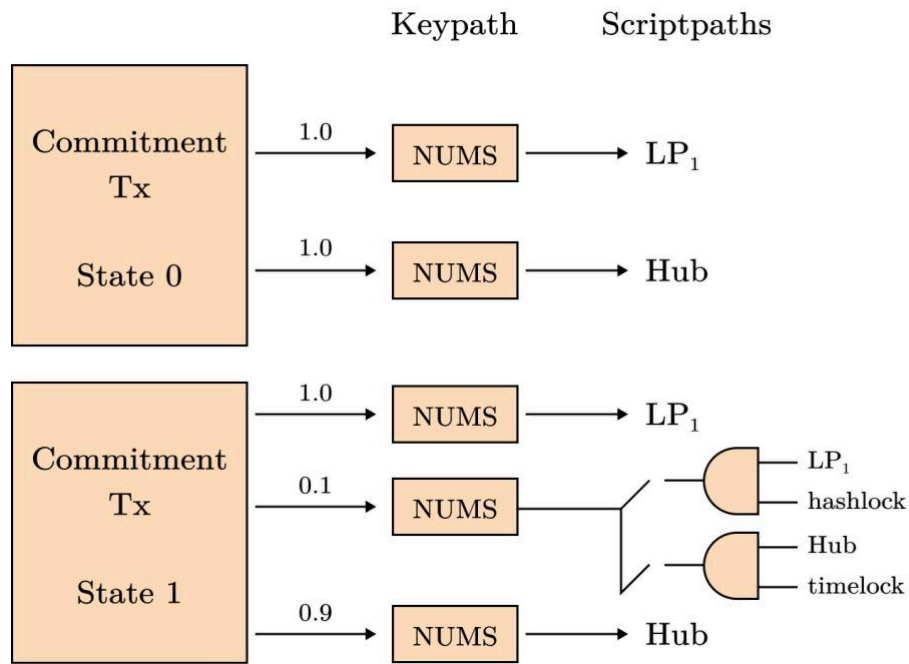 Keypath Scriptpaths
Commitment
Tx
State 0
1.0 NUMS LP₁
1.0 NUMS Hub
Commitment
Tx
State 1
1.0 NUMS LP₁
0.1 NUMS
LP₁
hashlock
Hub
timelock
0.9 NUMS Hub